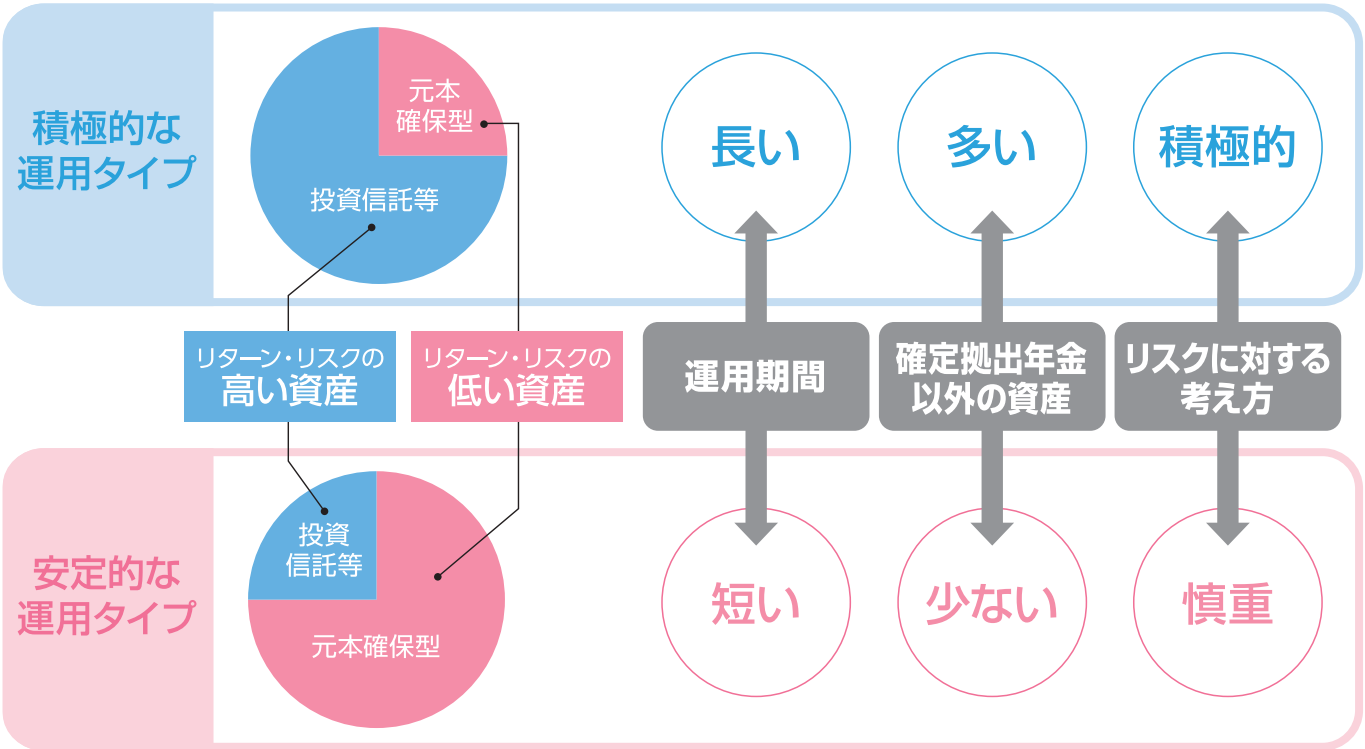 積極的な
運用タイプ
元本
確保型
投資信託等
長い
多い
積極的
リターン・リスクの
高い資産
リターン・リスクの
低い資産
運用期間
確定拠出年金
以外の資産
リスクに対する
考え方
安定的な
運用タイプ
投資
信託等
元本確保型
短い
少ない
慎重